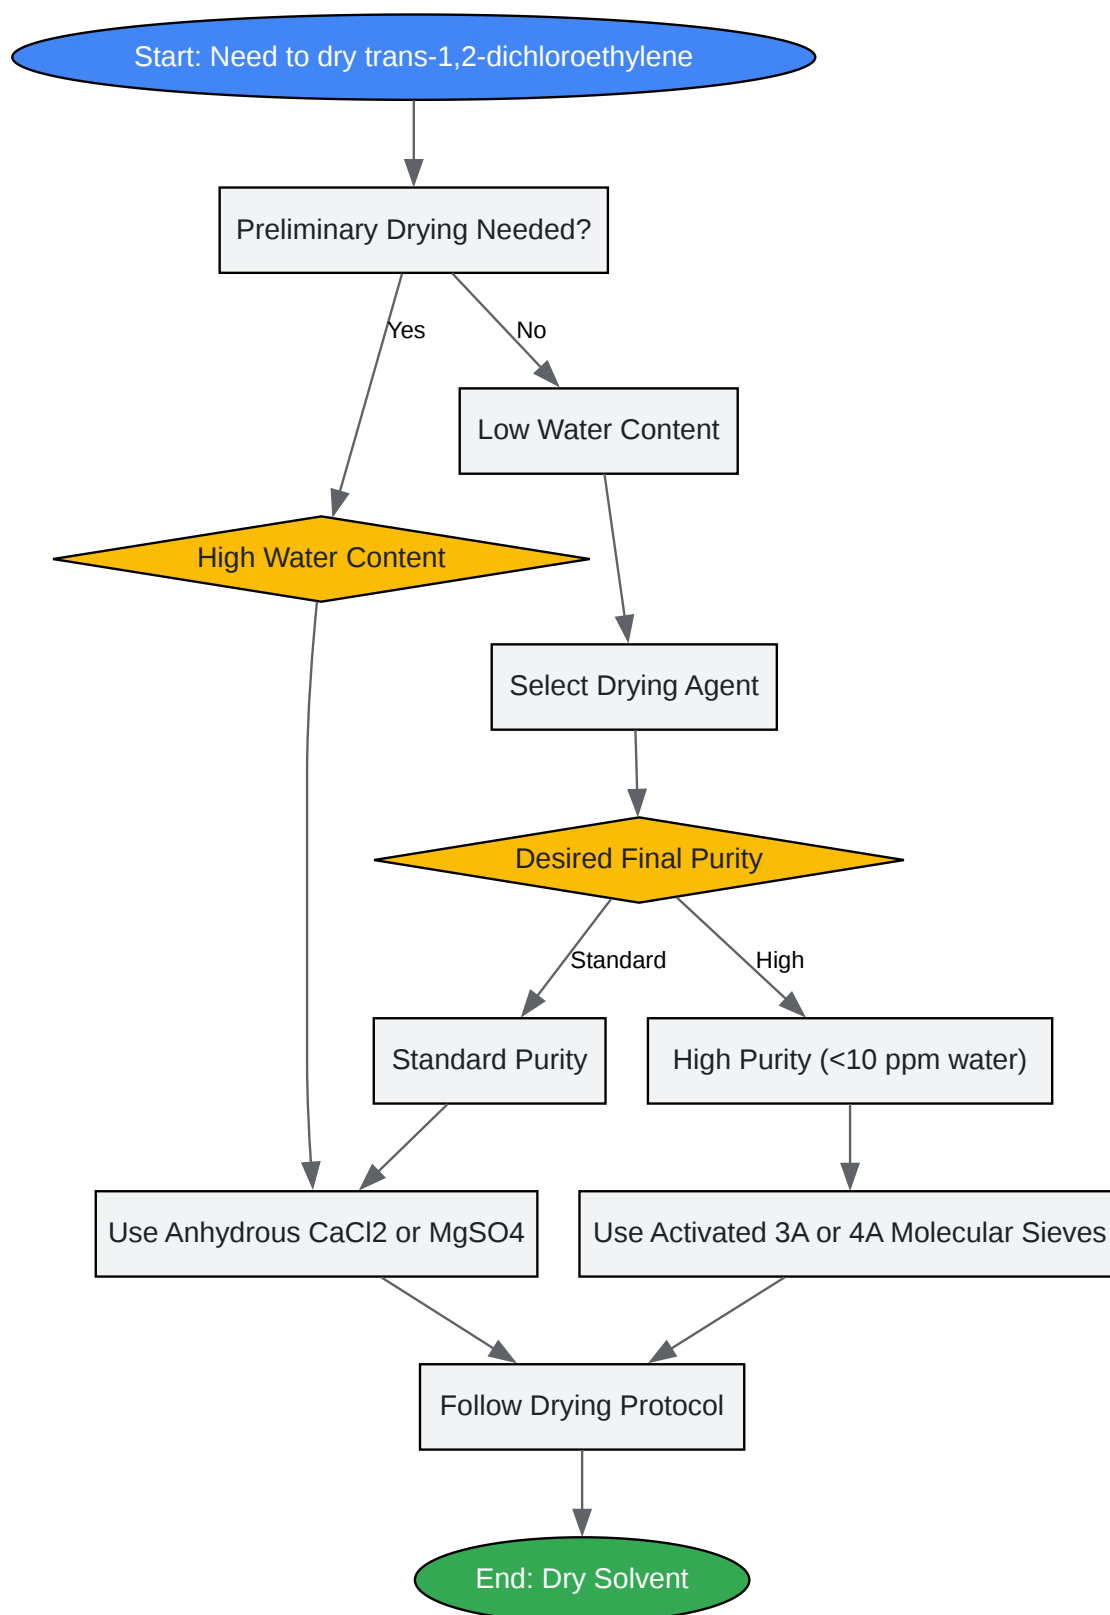 Start: Need to dry trans-1,2-dichloroethylene
Preliminary Drying Needed?
Yes
No
Low Water Content
High Water Content
Select Drying Agent
Desired Final Purity
Standard
High
Standard Purity
High Purity (<10 ppm water)
Use Anhydrous CaCl2 or MgSO4
Use Activated 3A or 4A Molecular Sieves
Follow Drying Protocol
End: Dry Solvent